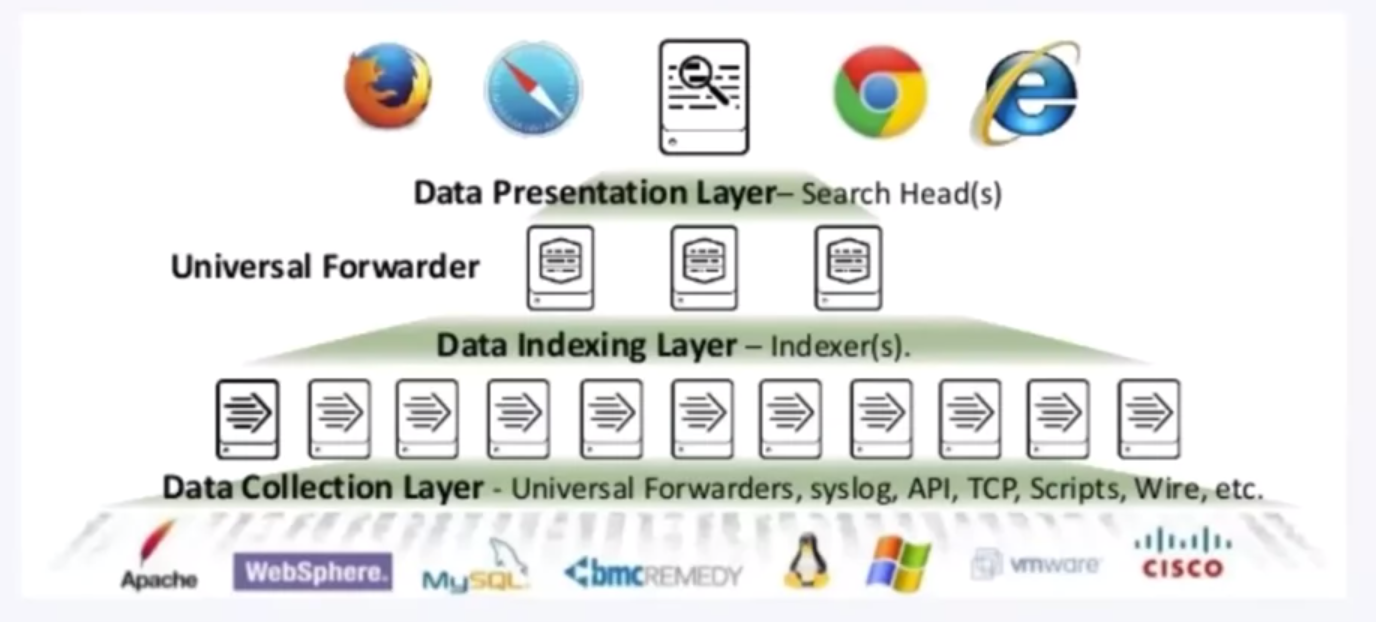 Data Presentation Layer– Search Head(s)
Universal Forwarder
Data Indexing Layer – Indexer(s).
Data Collection Layer - Universal Forwarders, syslog, API, TCP, Scripts, Wire, etc.
Apache
WebSphere.
MySQL
bmcREMEDY
vmware
CISCO